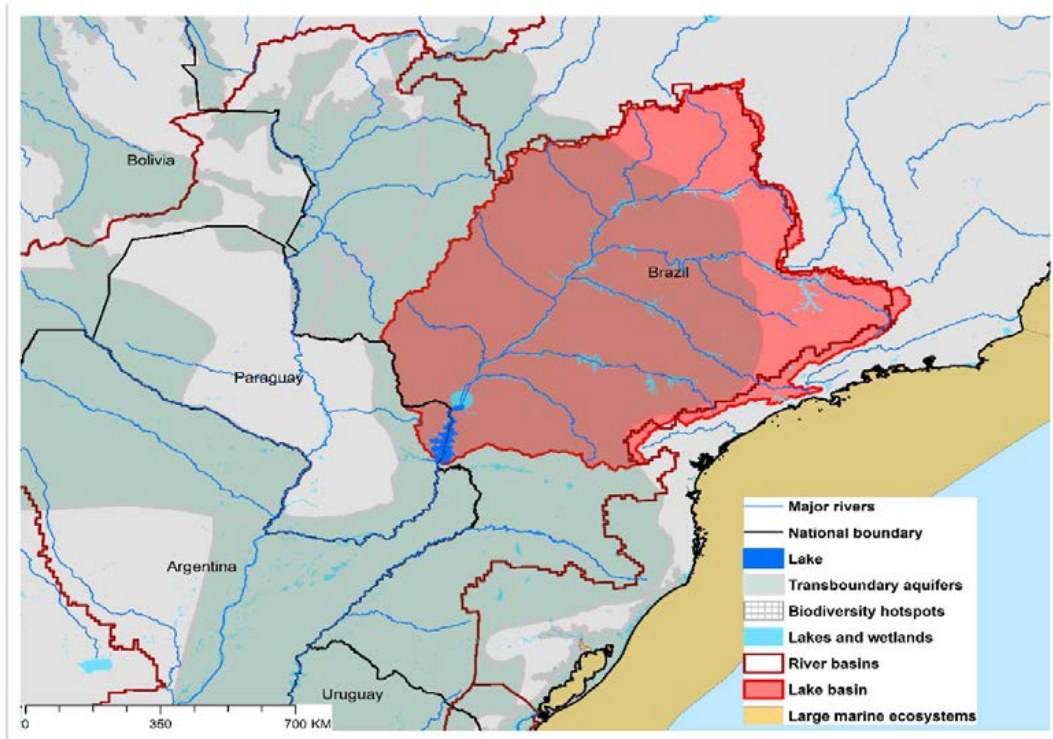 Bolivia
Brazil
Paraguay
Argentina
Uruguay
Major rivers
National boundary
Lake
Transboundary aquifers
Biodiversity hotspots
Lakes and wetlands
River basins
Lake basin
Large marine ecosystems
0 350 700 KM